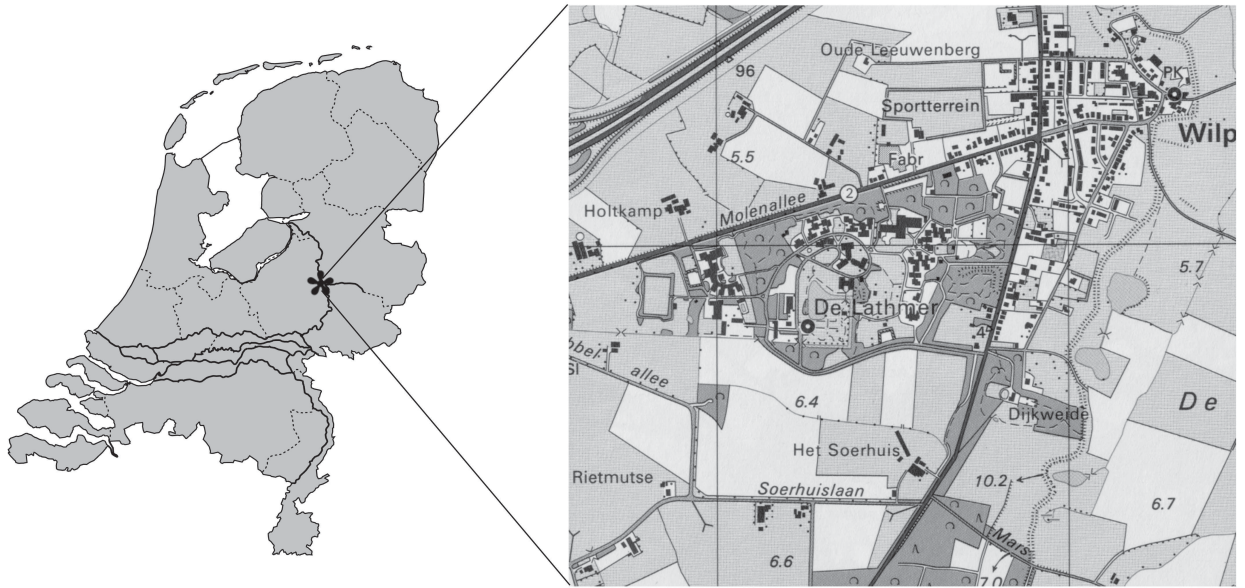 Oude Leeuwenberg
96
PK
Sportterrein
Wilp
5.5
Fabr
2
Molenallee
Holtkamp
5.7
De Lathmer
4
allee
6.4
De
Dijkweide
Het Soerhuis
Rietmutse
Soerhuislaan
10.2
6.7
't Mars
6.6
7.0